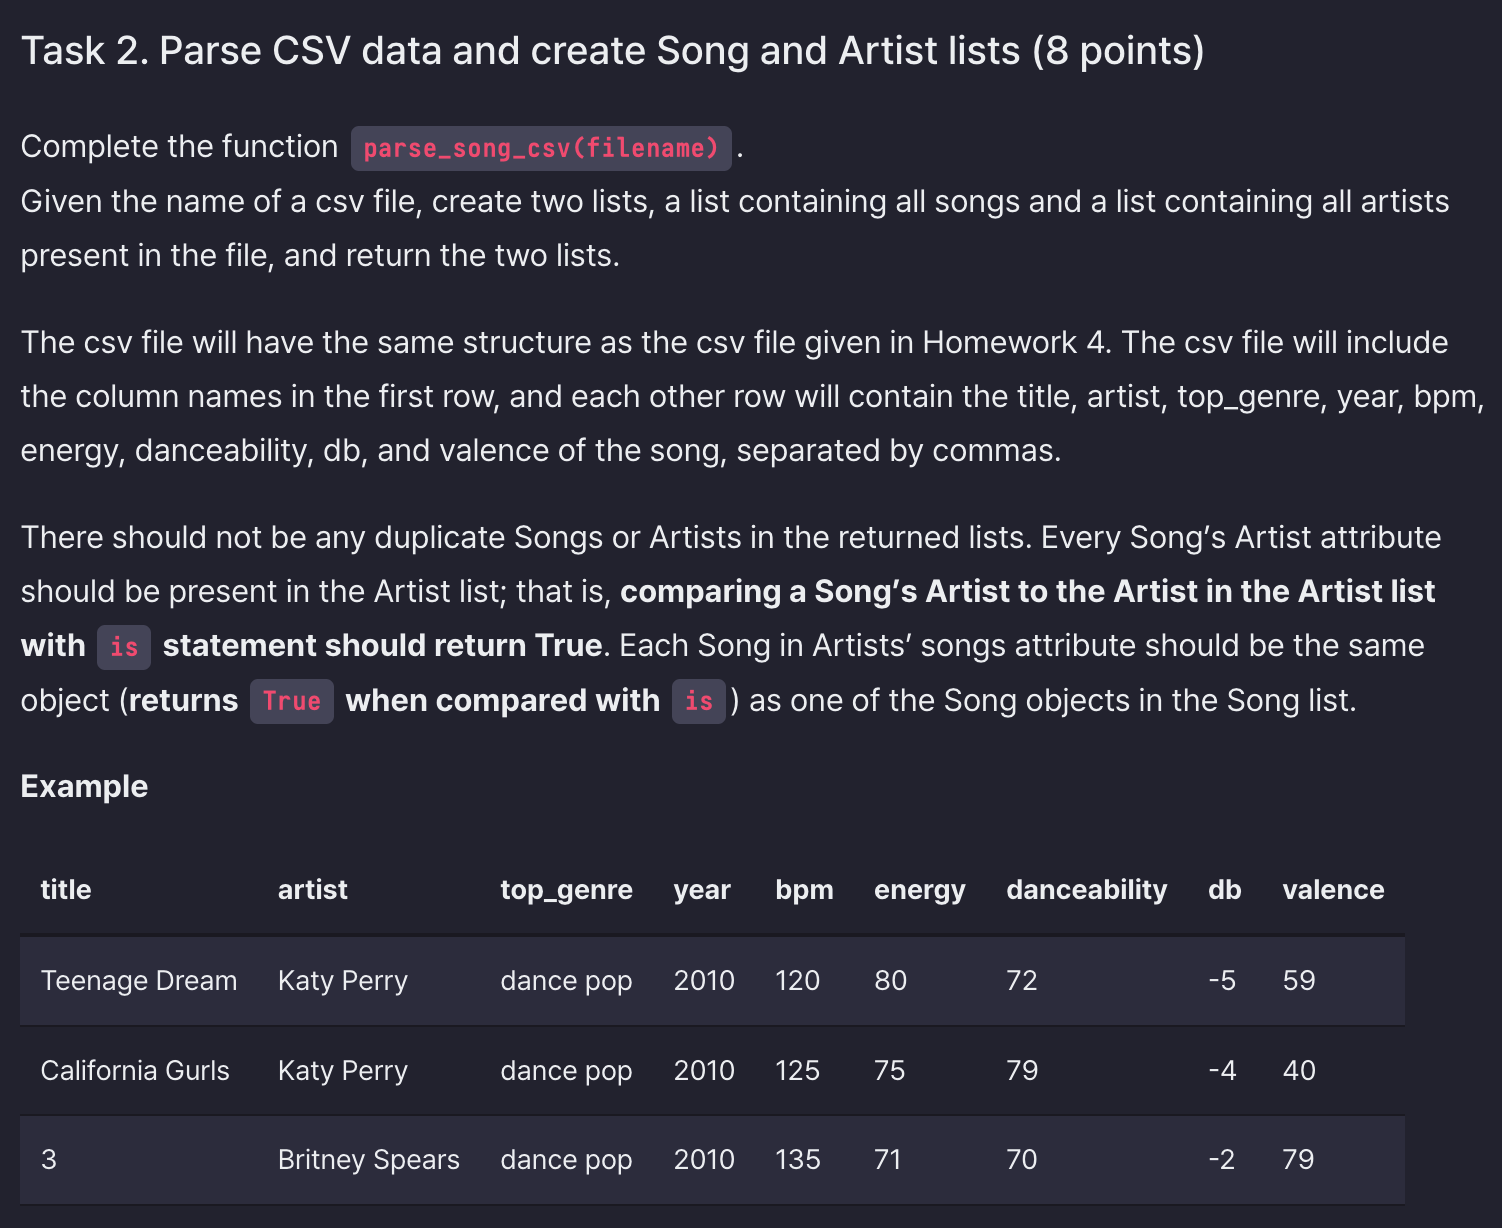 Task 2. Parse CSV data and create Song and Artist lists (8 points)
Complete the function parse_song_csv(filename).
Given the name of a csv file, create two lists, a list containing all songs and a list containing all artists
present in the file, and return the two lists.
The csv file will have the same structure as the csv file given in Homework 4. The csv file will include
the column names in the first row, and each other row will contain the title, artist, top_genre, year, bpm,
energy, danceability, db, and valence of the song, separated by commas.
There should not be any duplicate Songs or Artists in the returned lists. Every Song’s Artist attribute
should be present in the Artist list; that is, comparing a Song’s Artist to the Artist in the Artist list
with is statement should return True. Each Song in Artists’ songs attribute should be the same
object (returns True when compared with is) as one of the Song objects in the Song list.
Example
title artist top_genre year bpm energy danceability db valence
Teenage Dream Katy Perry dance pop 2010 120 80 72 -5 59
California Gurls Katy Perry dance pop 2010 125 75 79 -4 40
3 Britney Spears dance pop 2010 135 71 70 -2 79